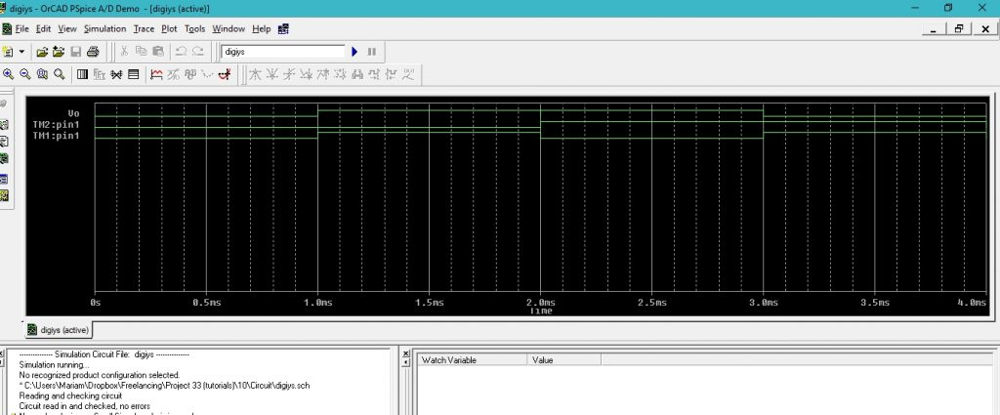 digiys - OrCAD PSpice A/D Demo - [digiys (active)]
File Edit View Simulation Trace Plot Tools Window Help
digiys
Vo
TM2:pin1
TM1:pin1
0s 0.5ms 1.0ms 1.5ms 2.0ms 2.5ms 3.0ms 3.5ms 4.0ms
Time
digiys (active)
--------------- Simulation Circuit File: digiys ---------------
Simulation running...
No recognized product configuration selected.
* C:\Users\Mariam\Dropbox\Freelancing\Project 33 (tutorials)\10\Circuit\digiys.sch
Reading and checking circuit
Circuit read in and checked, no errors
Watch Variable Value